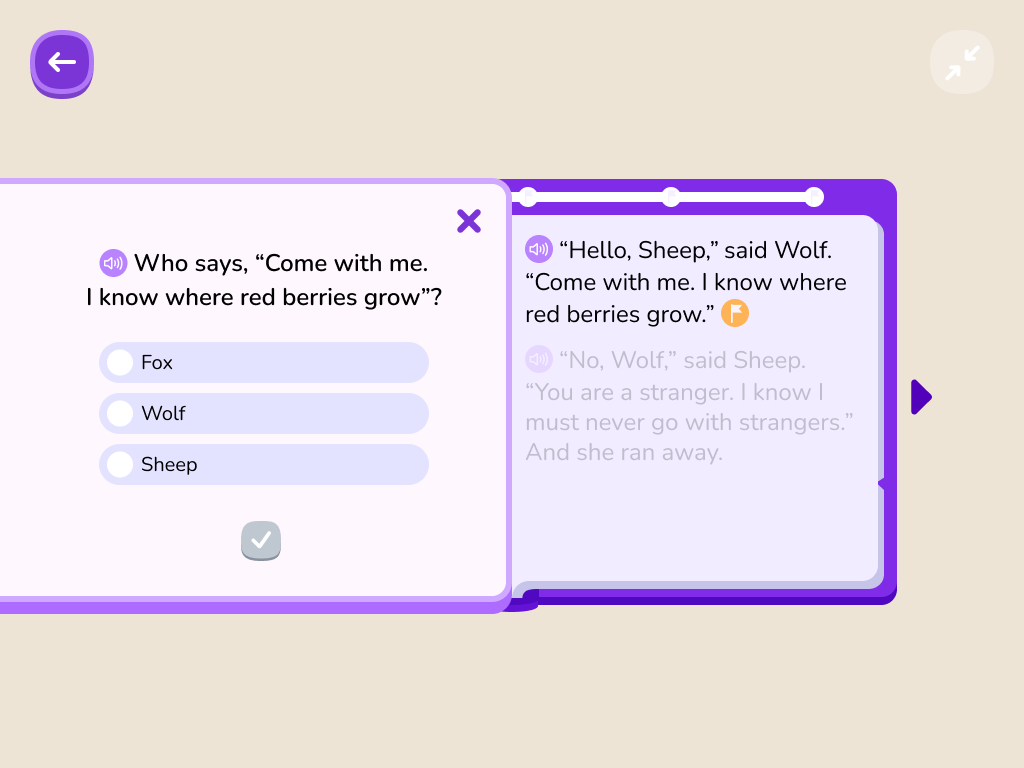 Who says, “Come with me.
I know where red berries grow”?
Fox
Wolf
Sheep
“Hello, Sheep,” said Wolf.
“Come with me. I know where
red berries grow.”
“No, Wolf,” said Sheep.
“You are a stranger. I know I
must never go with strangers.”
And she ran away.